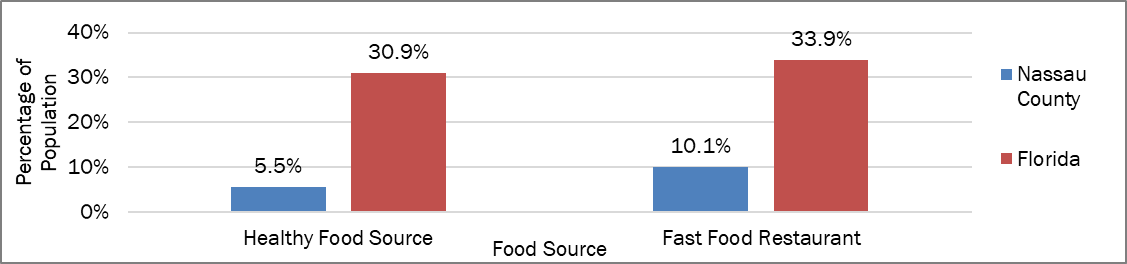 Percentage of
Population
40%
30%
20%
10%
0%
5.5%
30.9%
10.1%
33.9%
Healthy Food Source
Fast Food Restaurant
Food Source
Nassau
County
Florida